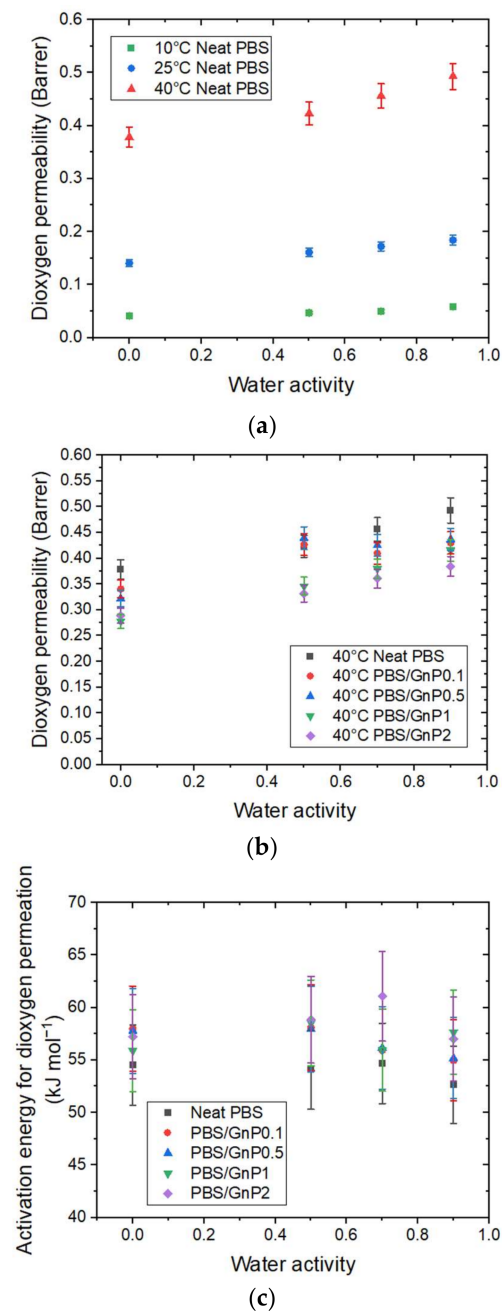 0.6
0.5
0.4
0.3
0.2
0.1
0.0
Dioxygen permeability (Barrer)
10°C Neat PBS
25°C Neat PBS
40°C Neat PBS
0.0 0.2 0.4 0.6 0.8 1.0
Water activity
(a)
0.60
0.55
0.50
0.45
0.40
0.35
0.30
0.25
0.20
0.15
0.10
0.05
0.00
Dioxygen permeability (Barrer)
40°C Neat PBS
40°C PBS/GnP0.1
40°C PBS/GnP0.5
40°C PBS/GnP1
40°C PBS/GnP2
0.0 0.2 0.4 0.6 0.8 1.0
Water activity
(b)
70
65
60
55
50
45
40
Activation energy for dioxygen permeation
(kJ mol⁻¹)
Neat PBS
PBS/GnP0.1
PBS/GnP0.5
PBS/GnP1
PBS/GnP2
0.0 0.2 0.4 0.6 0.8 1.0
Water activity
(c)